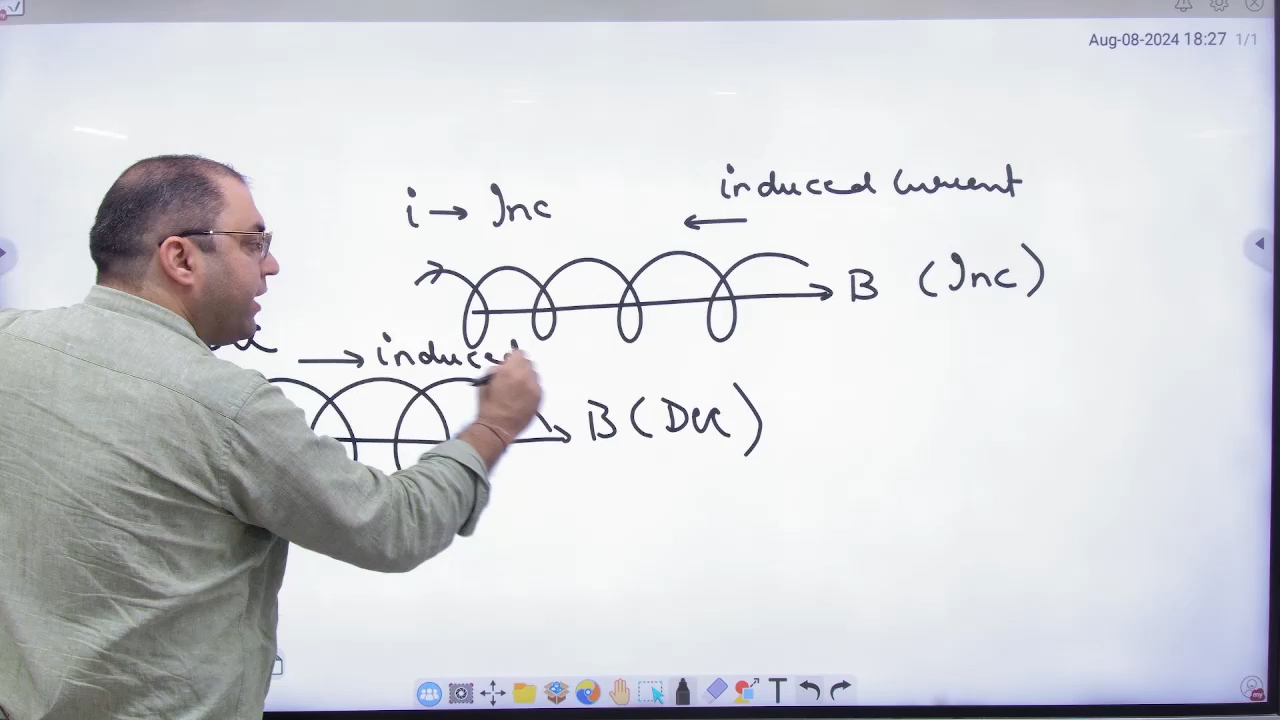 Aug-08-2024 18:27 1/1
induced Current
i → Inc
←
B (Inc)
→ induced
B (Dec)
T